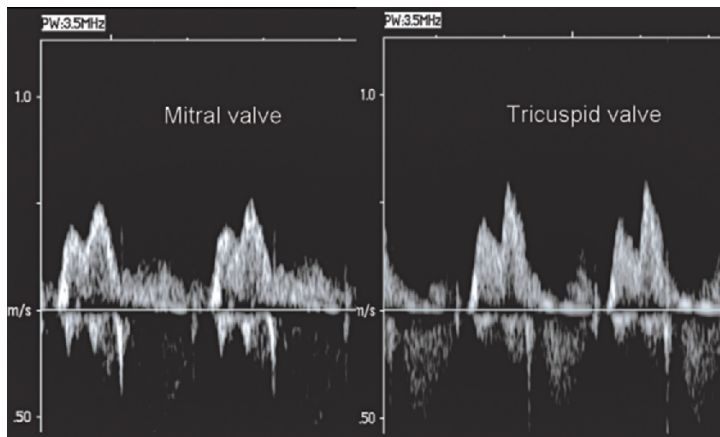 PW:3.5MHz
1.0
Mitral valve
m/s
.50
PW:3.5MHz
1.0
Tricuspid valve
m/s
.50